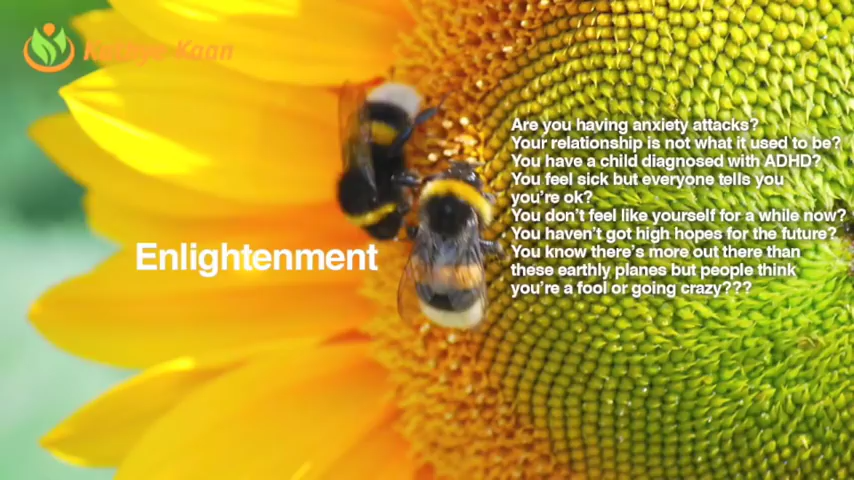 Kathye Kaan
Enlightenment
Are you having anxiety attacks?
Your relationship is not what it used to be?
You have a child diagnosed with ADHD?
You feel sick but everyone tells you
you're ok?
You don't feel like yourself for a while now?
You haven't got high hopes for the future?
You know there's more out there than
these earthly planes but people think
you're a fool or going crazy???